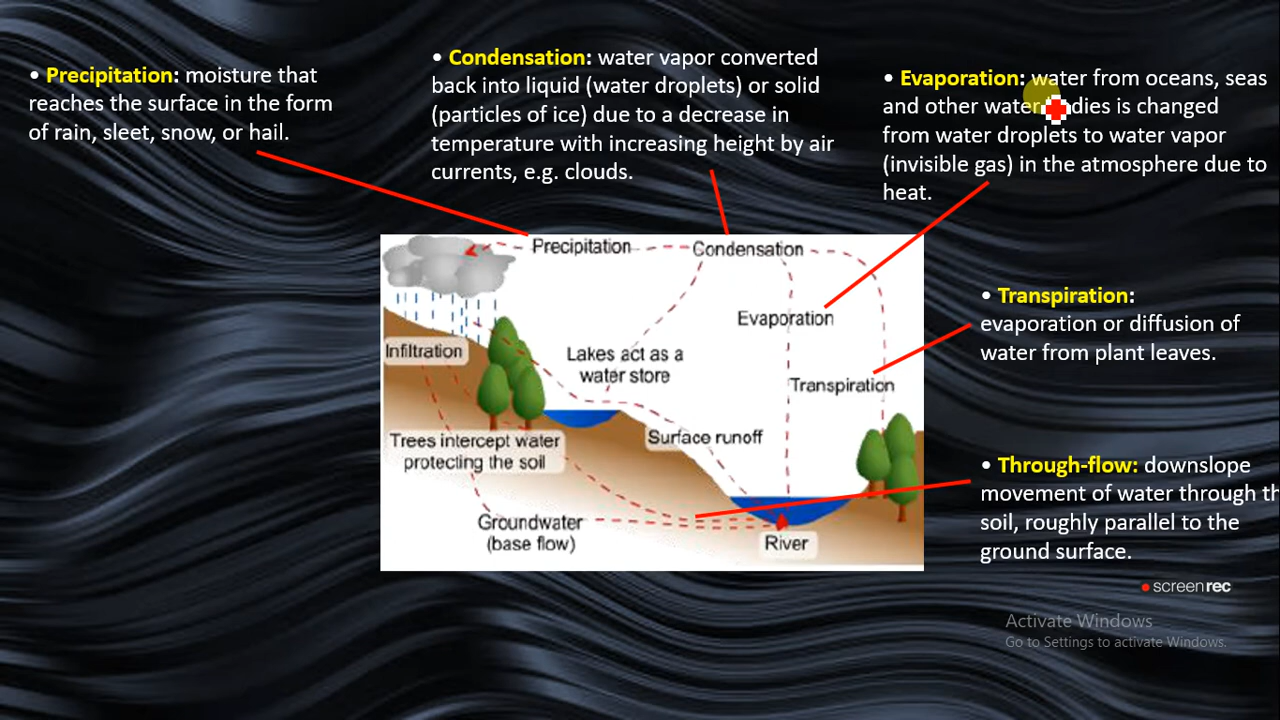 • Precipitation: moisture that
reaches the surface in the form
of rain, sleet, snow, or hail.
• Condensation: water vapor converted
back into liquid (water droplets) or solid
(particles of ice) due to a decrease in
temperature with increasing height by air
currents, e.g. clouds.
• Evaporation: water from oceans, seas
and other water dies is changed
from water droplets to water vapor
(invisible gas) in the atmosphere due to
heat.
Precipitation
Condensation
Evaporation
Infiltration
Lakes act as a
water store
Transpiration
Trees intercept water
protecting the soil
Surface runoff
Groundwater
(base flow)
River
• Transpiration:
evaporation or diffusion of
water from plant leaves.
• Through-flow: downslope
movement of water through th
soil, roughly parallel to the
ground surface.
screenrec
Activate Windows
Go to Settings to activate Windows.